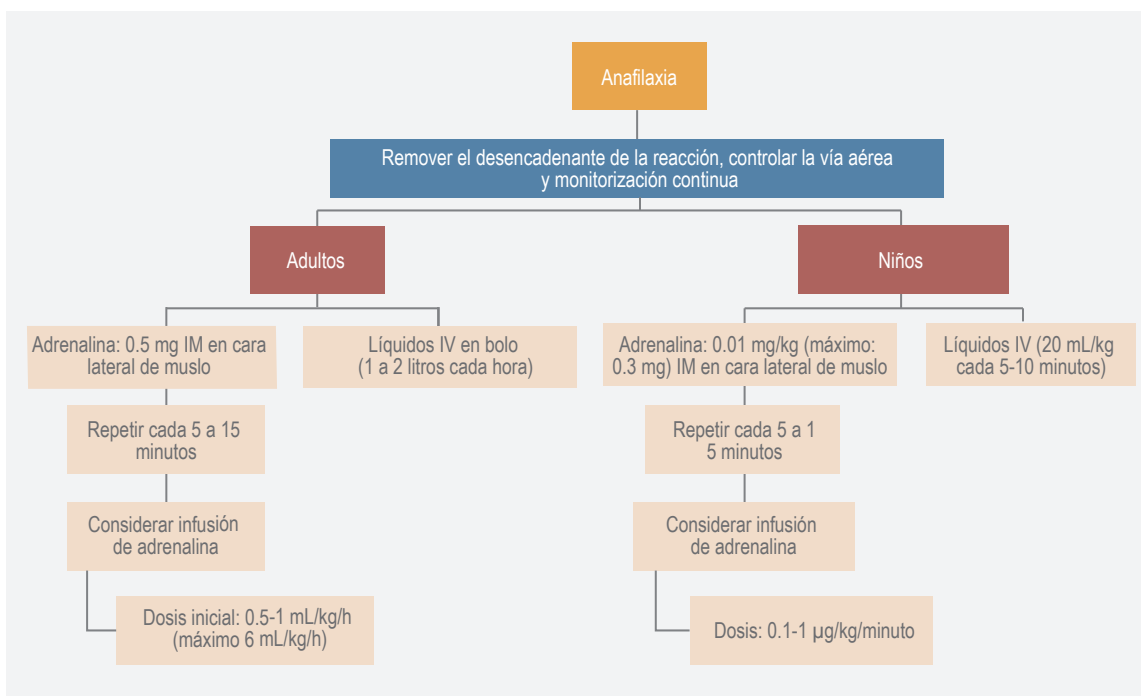 Anafilaxia
Remover el desencadenante de la reacción, controlar la vía aérea
y monitorización continua
Adultos
Niños
Adrenalina: 0.5 mg IM en cara
lateral de muslo
Líquidos IV en bolo
(1 a 2 litros cada hora)
Adrenalina: 0.01 mg/kg (máximo:
0.3 mg) IM en cara lateral de muslo
Líquidos IV (20 mL/kg
cada 5-10 minutos)
Repetir cada 5 a 15
minutos
Repetir cada 5 a 1
5 minutos
Considerar infusión
de adrenalina
Considerar infusión
de adrenalina
Dosis inicial: 0.5-1 mL/kg/h
(máximo 6 mL/kg/h)
Dosis: 0.1-1 µg/kg/minuto